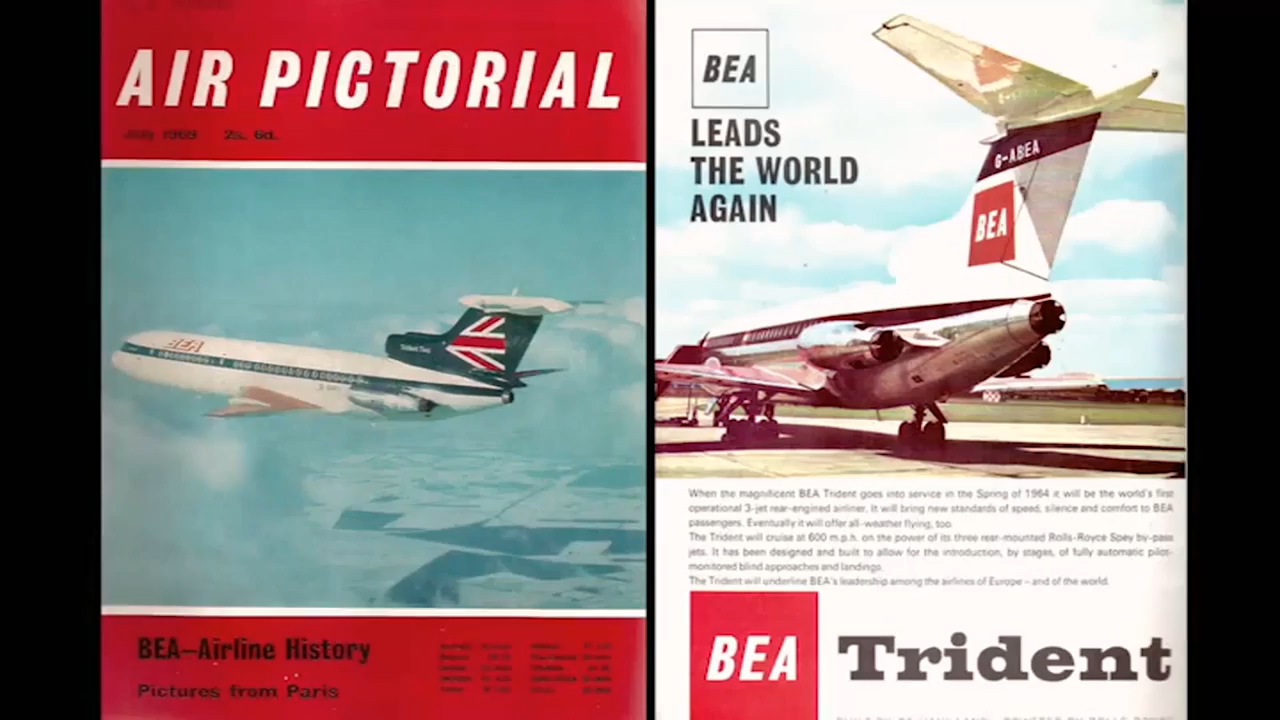 AIR PICTORIAL
July 1969 2s. 6d.
BEA
Trident Two
BEA—Airline History
Pictures from Paris
BEA
LEADS
THE WORLD
AGAIN
G-ABEA
BEA
When the magnificent BEA Trident goes into service in the Spring of 1964 it will be the world's first
operational 3-jet rear-engined airliner. It will bring new standards of speed, silence and comfort to BEA
passengers. Eventually it will offer all-weather flying, too.
The Trident will cruise at 600 m.p.h. on the power of its three rear-mounted Rolls-Royce Spey by-pass
jets. It has been designed and built to allow for the introduction, by stages, of fully automatic pilot-
monitored blind approaches and landings.
The Trident will underline BEA's leadership among the airlines of Europe – and of the world.
BEA Trident